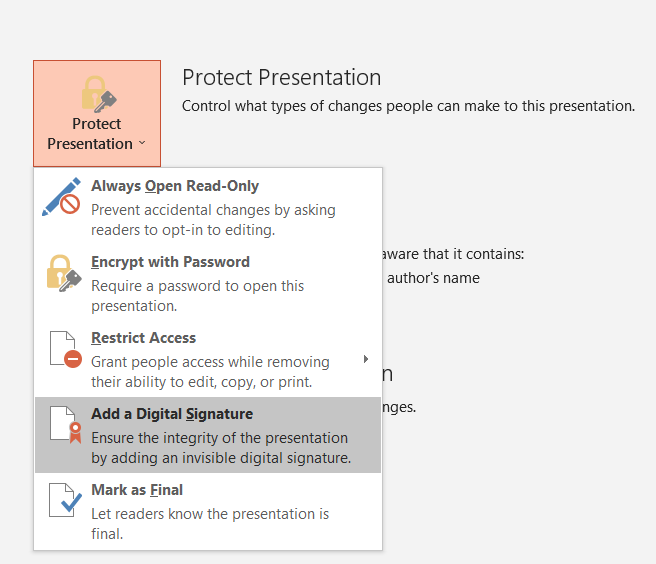 Protect Presentation
Control what types of changes people can make to this presentation.
Protect
Presentation
Always Open Read-Only
Prevent accidental changes by asking
readers to opt-in to editing.
Encrypt with Password
Require a password to open this
presentation.
Restrict Access
Grant people access while removing
their ability to edit, copy, or print.
Add a Digital Signature
Ensure the integrity of the presentation
by adding an invisible digital signature.
Mark as Final
Let readers know the presentation is
final.
aware that it contains:
author's name